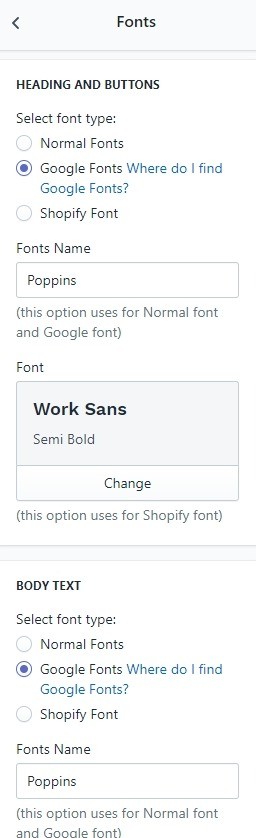 Fonts
HEADING AND BUTTONS
Select font type:
Normal Fonts
Google Fonts Where do I find
Google Fonts?
Shopify Font
Fonts Name
Poppins
(this option uses for Normal font
and Google font)
Font
Work Sans
Semi Bold
Change
(this option uses for Shopify font)
BODY TEXT
Select font type:
Normal Fonts
Google Fonts Where do I find
Google Fonts?
Shopify Font
Fonts Name
Poppins
(this option uses for Normal font
and Google font)